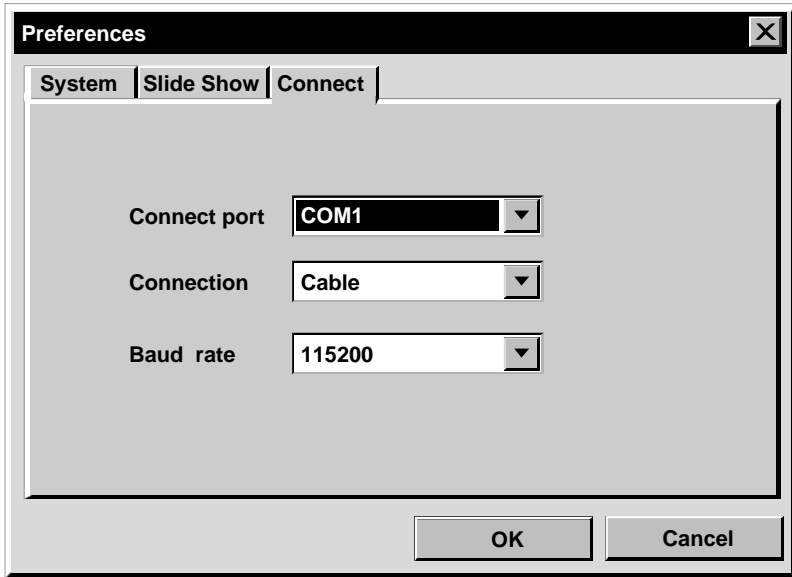 Preferences
System Slide Show Connect
Connect port COM1
Connection Cable
Baud rate 115200
OK Cancel